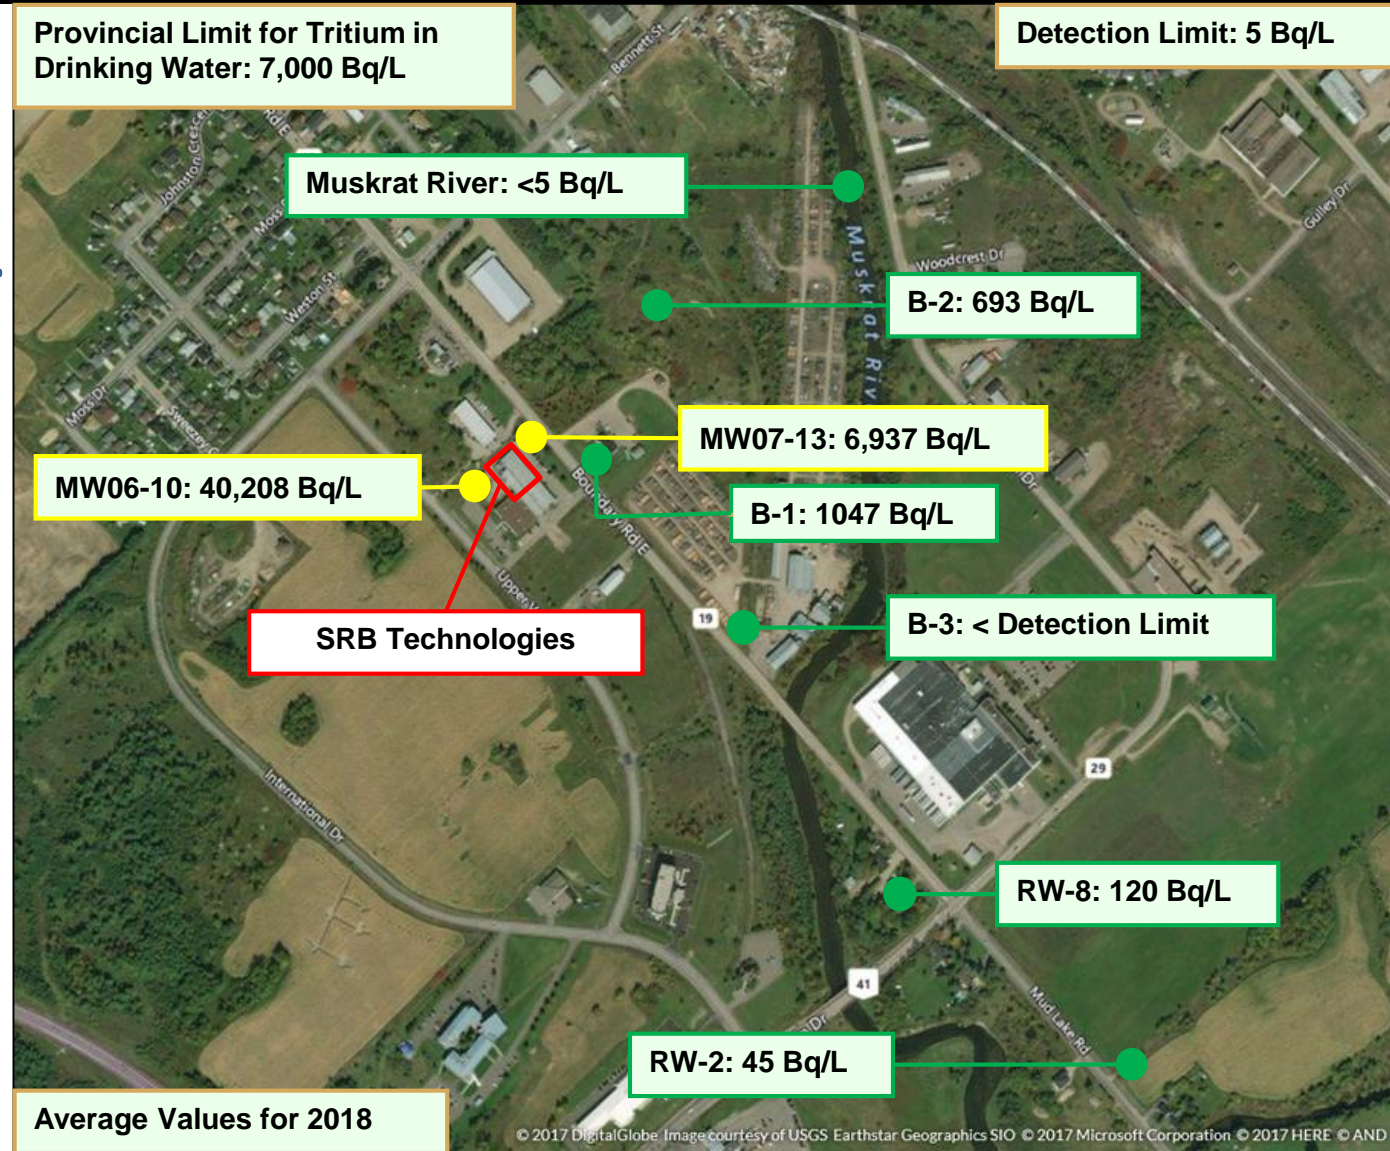 Provincial Limit for Tritium in
Drinking Water: 7,000 Bq/L
Detection Limit: 5 Bq/L
Bennett St
Rd E
Muskrat River: <5 Bq/L
Gulley Dr
Woodcrest Dr
Weston St
Muskrat Riv
B-2: 693 Bq/L
Moss Dr
MW07-13: 6,937 Bq/L
MW06-10: 40,208 Bq/L
B-1: 1047 Bq/L
Boundary Rd E
SRB Technologies
19
B-3: < Detection Limit
29
International Dr
RW-8: 120 Bq/L
41
Mud Lake Rd
RW-2: 45 Bq/L
Average Values for 2018
© 2017 DigitalGlobe Image courtesy of USGS Earthstar Geographics SIO © 2017 Microsoft Corporation © 2017 HERE © AND